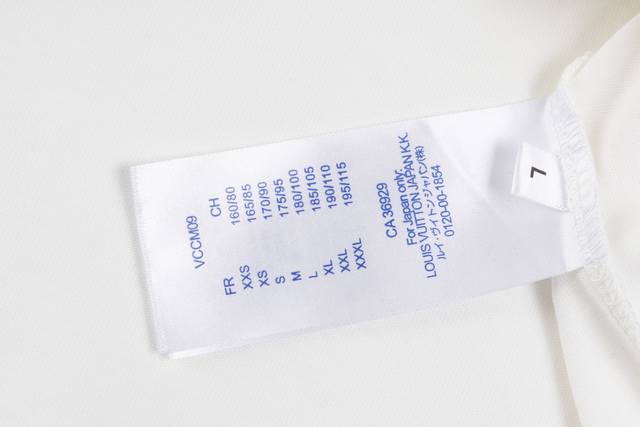 VCCM09
FR CH
XXS 160/80
XS 165/85
S 170/90
M 175/95
L 180/100
XL 185/105
XXL 190/110
XXXL 195/115
CA 36929
For Japan only:
LOUIS VUITTON JAPAN K.K.
ルイ・ヴィトン・ジャパン(株)
0120-00-1854
L